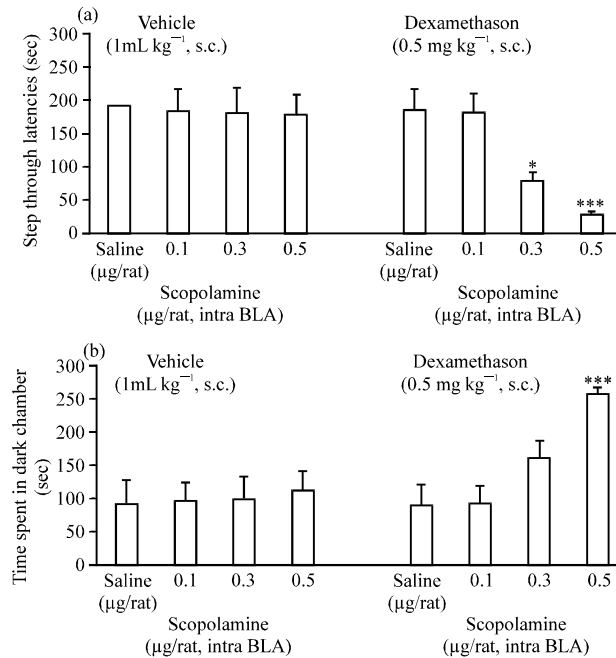 (a)
Vehicle
(1mL kg⁻¹, s.c.)
Dexamethason
(0.5 mg kg⁻¹, s.c.)
Step through latencies (sec)
300
250
200
150
100
50
0
*
***
Saline
(µg/rat)
0.1
0.3
0.5
Saline
(µg/rat)
0.1
0.3
0.5
Scopolamine
(µg/rat, intra BLA)
Scopolamine
(µg/rat, intra BLA)
(b)
Vehicle
(1mL kg⁻¹, s.c.)
Dexamethason
(0.5 mg kg⁻¹, s.c.)
Time spent in dark chamber
(sec)
300
250
200
150
100
50
0
***
Saline
(µg/rat)
0.1
0.3
0.5
Saline
(µg/rat)
0.1
0.3
0.5
Scopolamine
(µg/rat, intra BLA)
Scopolamine
(µg/rat, intra BLA)